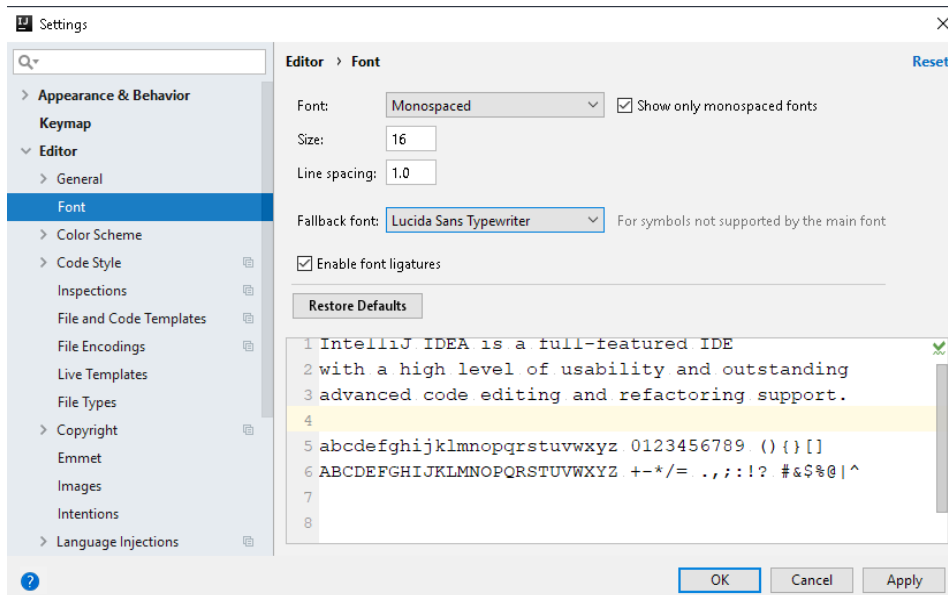 Settings
Appearance & Behavior
Keymap
Editor
General
Font
Color Scheme
Code Style
Inspections
File and Code Templates
File Encodings
Live Templates
File Types
Copyright
Emmet
Images
Intentions
Language Injections
Editor › Font
Reset
Font: Monospaced Show only monospaced fonts
Size: 16
Line spacing: 1.0
Fallback font: Lucida Sans Typewriter For symbols not supported by the main font
Enable font ligatures
Restore Defaults
1 IntelliJ IDEA is a full-featured IDE
2 with a high level of usability and outstanding
3 advanced code editing and refactoring support.
4
5 abcdefghijklmnopqrstuvwxyz 0123456789 (){}[]
6 ABCDEFGHIJKLMNOPQRSTUVWXYZ +-*/= .,;:!? #&$%@|^
7
8
? OK Cancel Apply